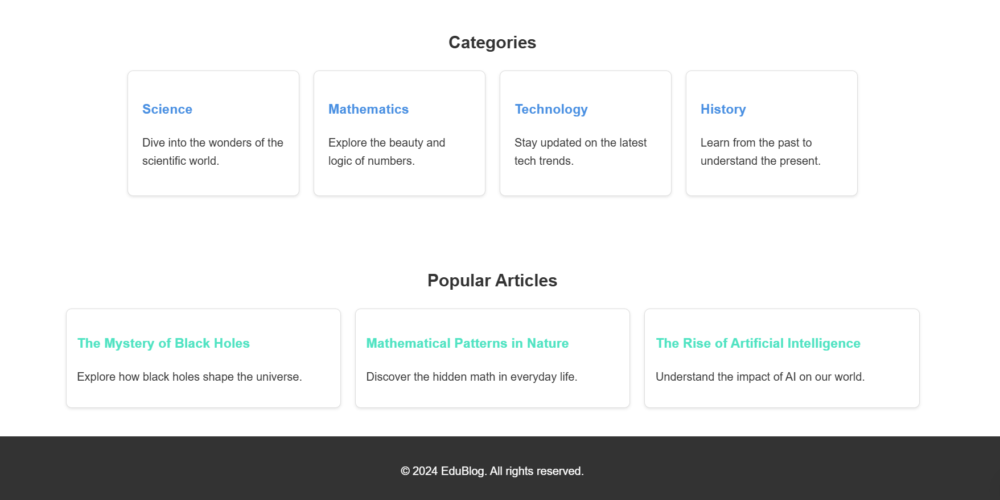 Categories
Science
Dive into the wonders of the
scientific world.
Mathematics
Explore the beauty and
logic of numbers.
Technology
Stay updated on the latest
tech trends.
History
Learn from the past to
understand the present.
Popular Articles
The Mystery of Black Holes
Explore how black holes shape the universe.
Mathematical Patterns in Nature
Discover the hidden math in everyday life.
The Rise of Artificial Intelligence
Understand the impact of AI on our world.
© 2024 EduBlog. All rights reserved.